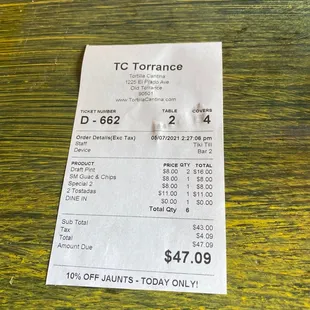 TC Torrance
Tortilla Cantina
1225 El Prado Ave
Old Torrance
90501
www.TortillaCantina.com
TICKET NUMBER TABLE COVERS
D - 662 2 4
Order Details(Exc Tax) 05/07/2021 2:27:08 pm
Staff Tiki Till
Device Bar 2
PRODUCT PRICE QTY TOTAL
Draft Pint $8.00 2 $16.00
SM Guac & Chips $8.00 1 $8.00
Special 2 $8.00 1 $8.00
2 Tostadas $11.00 1 $11.00
DINE IN $0.00 1 $0.00
Total Qty 6
Sub Total $43.00
Tax $4.09
Total $47.09
Amount Due $47.09
10% OFF JAUNTS - TODAY ONLY!